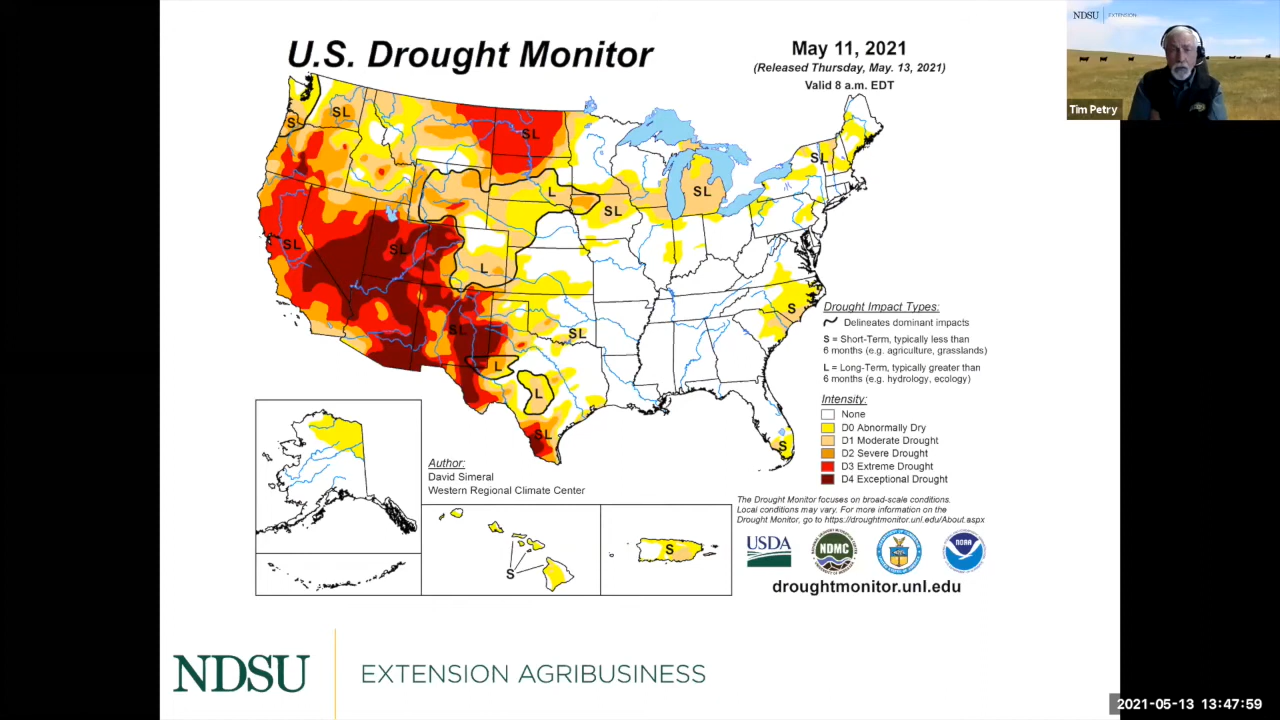 U.S. Drought Monitor
May 11, 2021
(Released Thursday, May. 13, 2021)
Valid 8 a.m. EDT
NDSU EXTENSION
Tim Petry
S
SL
SL
L
SL
SL
SL
SL
SL
L
S
SL
SL
L
L
SL
S
Drought Impact Types:
Delineates dominant impacts
S = Short-Term, typically less than
6 months (e.g. agriculture, grasslands)
L = Long-Term, typically greater than
6 months (e.g. hydrology, ecology)
Intensity:
None
D0 Abnormally Dry
D1 Moderate Drought
D2 Severe Drought
D3 Extreme Drought
D4 Exceptional Drought
Author:
David Simeral
Western Regional Climate Center
S
S
The Drought Monitor focuses on broad-scale conditions.
Local conditions may vary. For more information on the
Drought Monitor, go to https://droughtmonitor.unl.edu/About.aspx
USDA
NDMC
NOAA
droughtmonitor.unl.edu
NDSU
EXTENSION AGRIBUSINESS
2021-05-13 13:47:59